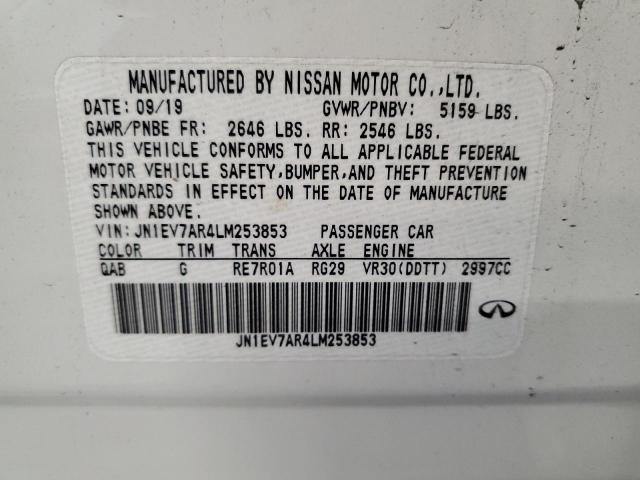 MANUFACTURED BY NISSAN MOTOR CO.,LTD.
DATE: 09/19 GVWR/PNBV: 5159 LBS.
GAWR/PNBE FR: 2646 LBS. RR: 2546 LBS.
THIS VEHICLE CONFORMS TO ALL APPLICABLE FEDERAL
MOTOR VEHICLE SAFETY,BUMPER,AND THEFT PREVENTION
STANDARDS IN EFFECT ON THE DATE OF MANUFACTURE
SHOWN ABOVE.
VIN: JN1EV7AR4LM253853 PASSENGER CAR
COLOR TRIM TRANS AXLE ENGINE
QAB G RE7R01A RG29 VR30(DDTT) 2997CC
JN1EV7AR4LM253853